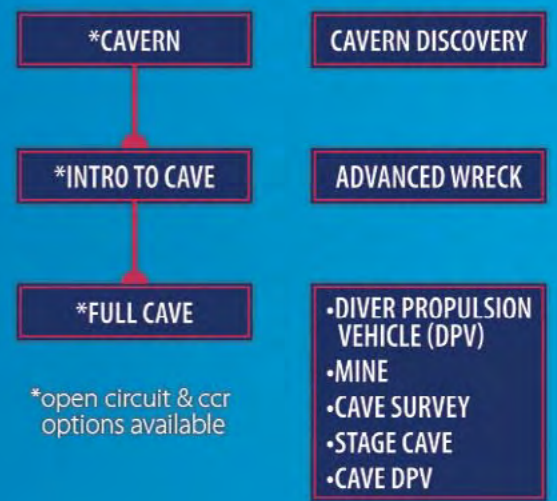 *CAVERN
CAVERN DISCOVERY
*INTRO TO CAVE
ADVANCED WRECK
*FULL CAVE
*open circuit & ccr
options available
•DIVER PROPULSION
VEHICLE (DPV)
•MINE
•CAVE SURVEY
•STAGE CAVE
•CAVE DPV